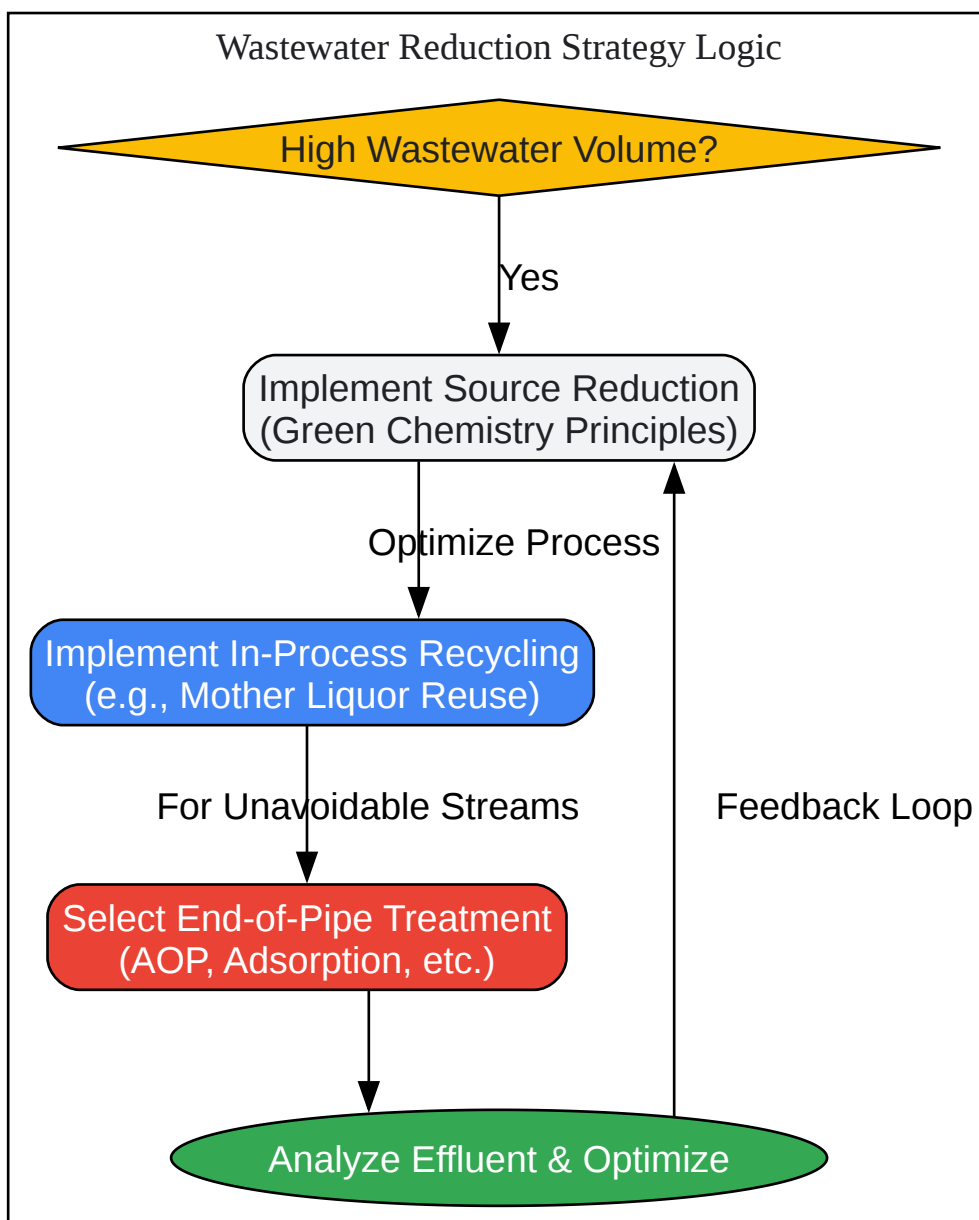 Wastewater Reduction Strategy Logic
High Wastewater Volume?
Yes
Implement Source Reduction
(Green Chemistry Principles)
Optimize Process
Implement In-Process Recycling
(e.g., Mother Liquor Reuse)
For Unavoidable Streams
Feedback Loop
Select End-of-Pipe Treatment
(AOP, Adsorption, etc.)
Analyze Effluent & Optimize